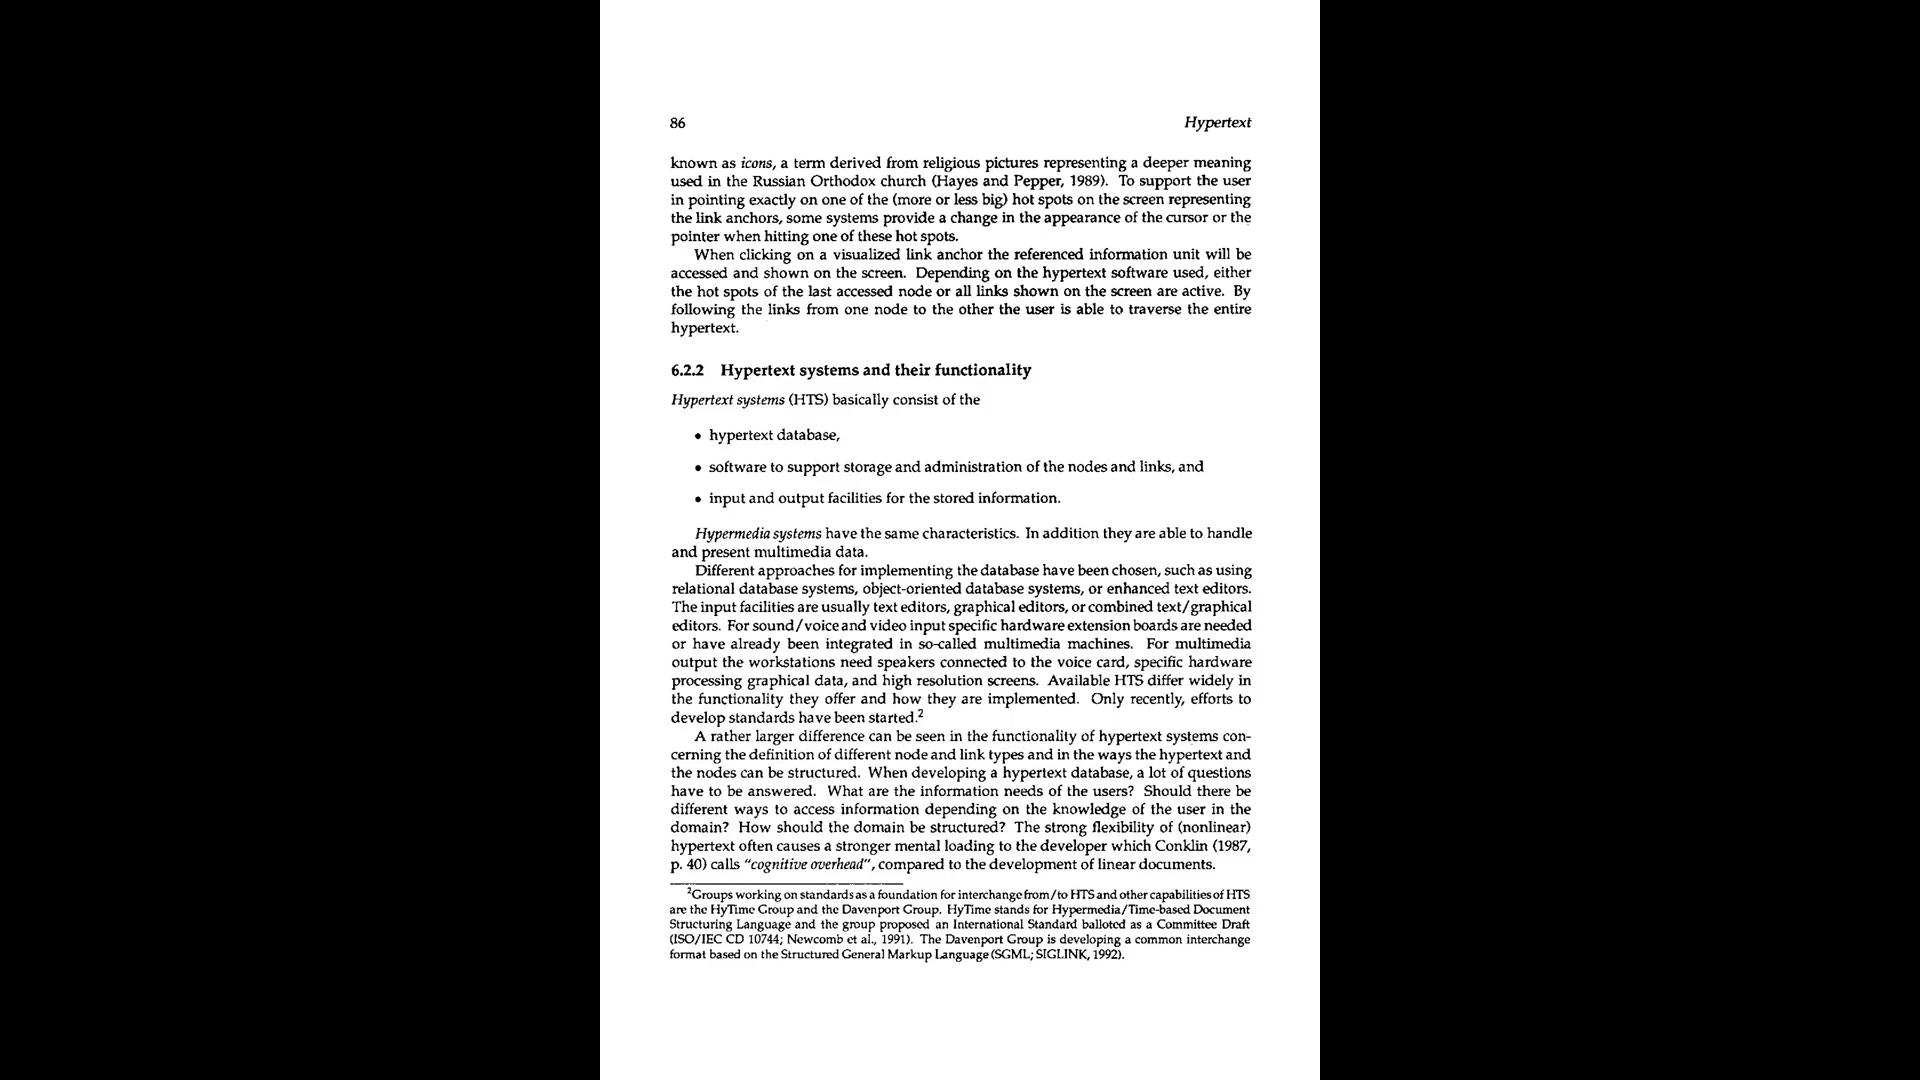 86 Hypertext
known as icons, a term derived from religious pictures representing a deeper meaning
used in the Russian Orthodox church (Hayes and Pepper, 1989). To support the user
in pointing exactly on one of the (more or less big) hot spots on the screen representing
the link anchors, some systems provide a change in the appearance of the cursor or the
pointer when hitting one of these hot spots.
When clicking on a visualized link anchor the referenced information unit will be
accessed and shown on the screen. Depending on the hypertext software used, either
the hot spots of the last accessed node or all links shown on the screen are active. By
following the links from one node to the other the user is able to traverse the entire
hypertext.
6.2.2 Hypertext systems and their functionality
Hypertext systems (HTS) basically consist of the
• hypertext database,
• software to support storage and administration of the nodes and links, and
• input and output facilities for the stored information.
Hypermedia systems have the same characteristics. In addition they are able to handle
and present multimedia data.
Different approaches for implementing the database have been chosen, such as using
relational database systems, object-oriented database systems, or enhanced text editors.
The input facilities are usually text editors, graphical editors, or combined text/graphical
editors. For sound/voice and video input specific hardware extension boards are needed
or have already been integrated in so-called multimedia machines. For multimedia
output the workstations need speakers connected to the voice card, specific hardware
processing graphical data, and high resolution screens. Available HTS differ widely in
the functionality they offer and how they are implemented. Only recently, efforts to
develop standards have been started.2
A rather larger difference can be seen in the functionality of hypertext systems con-
cerning the definition of different node and link types and in the ways the hypertext and
the nodes can be structured. When developing a hypertext database, a lot of questions
have to be answered. What are the information needs of the users? Should there be
different ways to access information depending on the knowledge of the user in the
domain? How should the domain be structured? The strong flexibility of (nonlinear)
hypertext often causes a stronger mental loading to the developer which Conklin (1987,
p. 40) calls "cognitive overhead", compared to the development of linear documents.
2Groups working on standards as a foundation for interchange from/to HTS and other capabilities of HTS
are the HyTime Group and the Davenport Group. HyTime stands for Hypermedia/Time-based Document
Structuring Language and the group proposed an International Standard balloted as a Committee Draft
(ISO/IEC CD 10744; Newcomb et al., 1991). The Davenport Group is developing a common interchange
format based on the Structured General Markup Language (SGML; SIGLINK, 1992).